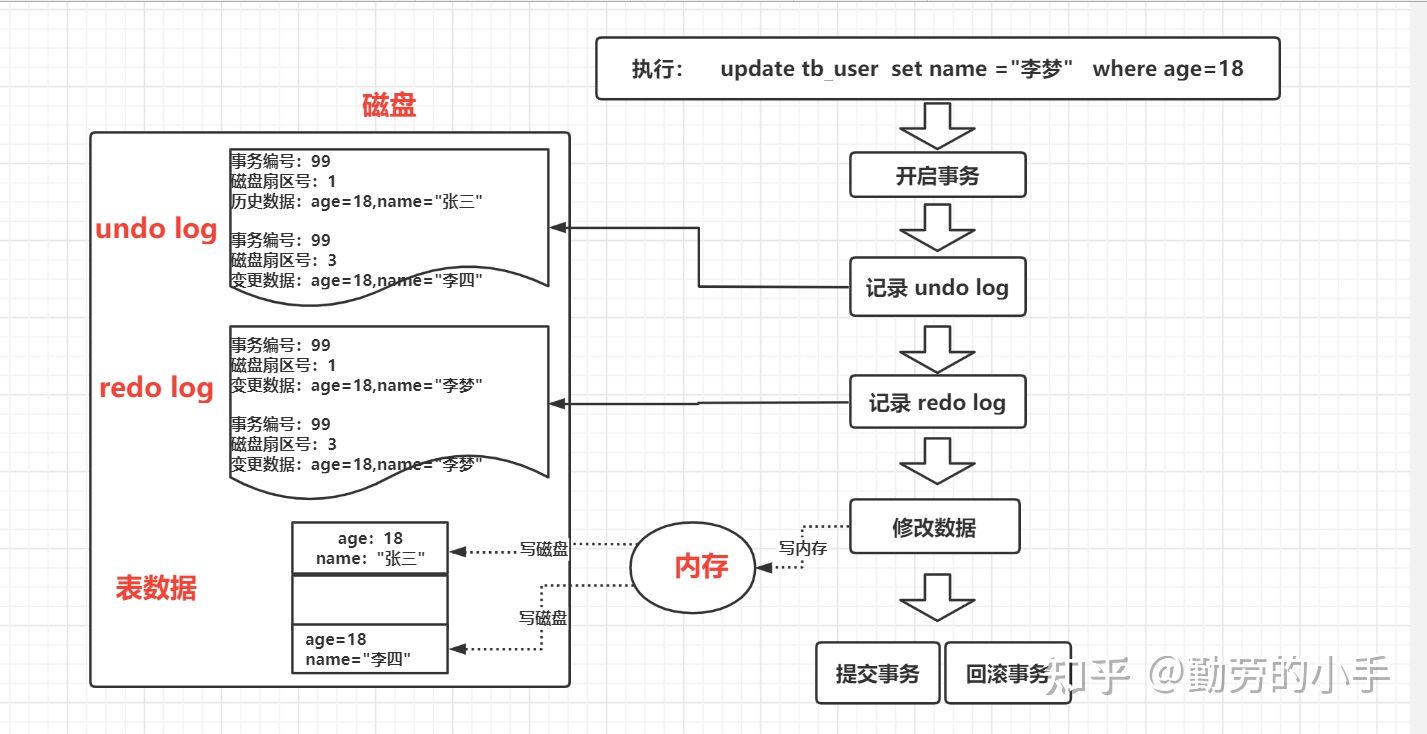 执行： update tb_user set name ="李梦" where age=18
磁盘
开启事务
undo log
事务编号：99
磁盘扇区号：1
历史数据：age=18,name="张三"
事务编号：99
磁盘扇区号：3
变更数据：age=18,name="李四"
记录 undo log
redo log
事务编号：99
磁盘扇区号：1
变更数据：age=18,name="李梦"
事务编号：99
磁盘扇区号：3
变更数据：age=18,name="李梦"
记录 redo log
修改数据
写内存
内存
写磁盘
写磁盘
表数据
age：18
name："张三"
age=18
name="李四"
提交事务
回滚事务
知乎 @勤劳的小手